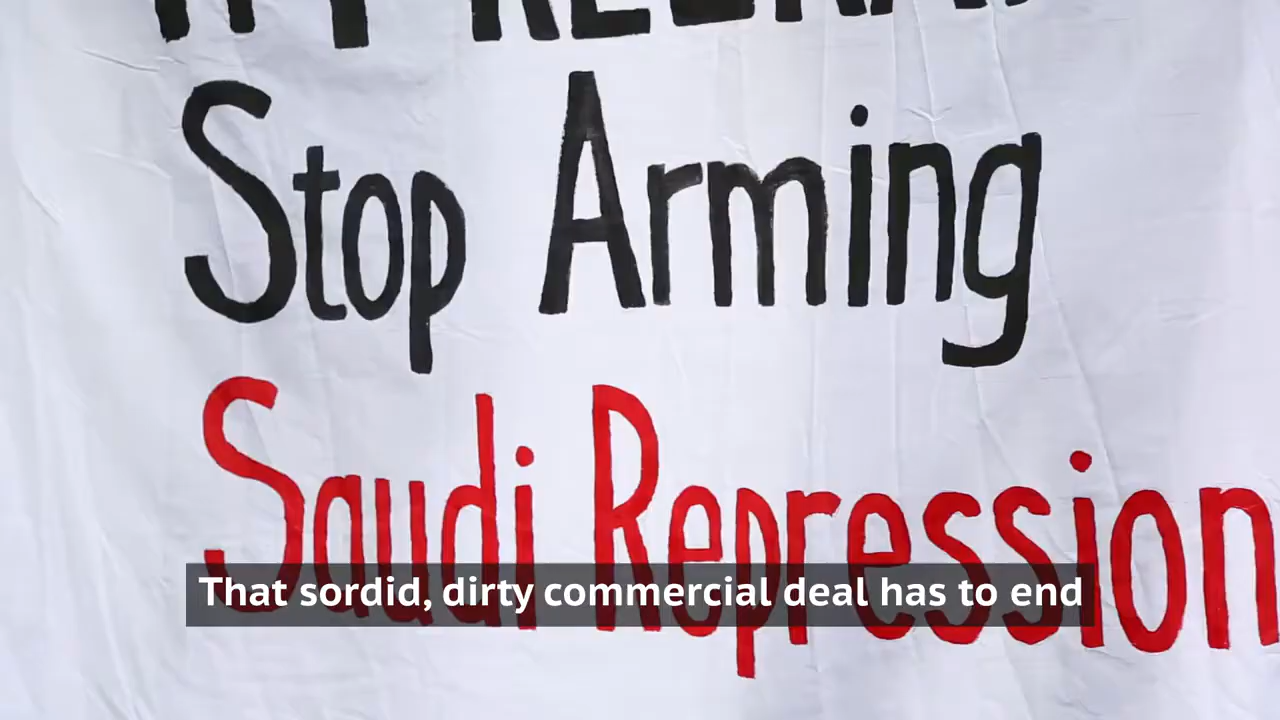 Stop Arming
Saudi Repression
That sordid, dirty commercial deal has to end